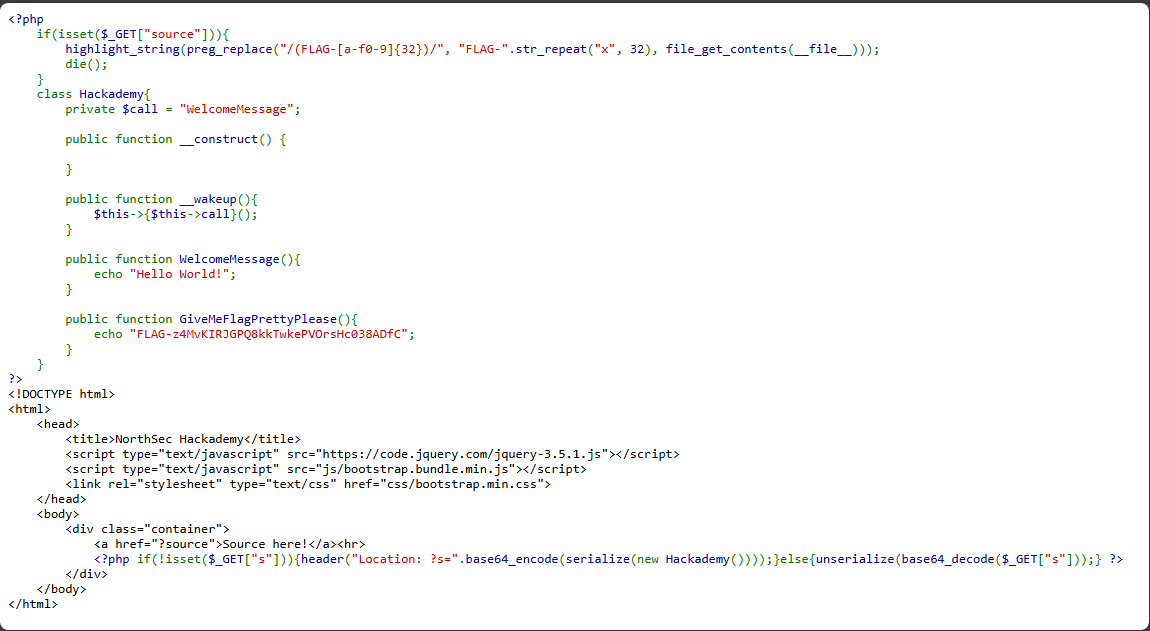 <?php
    if(isset($_GET["source"])){
        highlight_string(preg_replace("/(FLAG-[a-f0-9]{32})/", "FLAG-".str_repeat("x", 32), file_get_contents(__file__)));
        die();
    }
    class Hackademy{
        private $call = "WelcomeMessage";

        public function __construct() {

        }

        public function __wakeup(){
            $this->{$this->call}();
        }

        public function WelcomeMessage(){
            echo "Hello World!";
        }

        public function GiveMeFlagPrettyPlease(){
            echo "FLAG-z4MvKIRJGPQ8kkTwkePVOrsHc038ADfC";
        }
    }
?>
<!DOCTYPE html>
<html>
    <head>
        <title>NorthSec Hackademy</title>
        <script type="text/javascript" src="https://code.jquery.com/jquery-3.5.1.js"></script>
        <script type="text/javascript" src="js/bootstrap.bundle.min.js"></script>
        <link rel="stylesheet" type="text/css" href="css/bootstrap.min.css">
    </head>
    <body>
        <div class="container">
            <a href="?source">Source here!</a><hr>
            <?php if(!isset($_GET["s"])){header("Location: ?s=".base64_encode(serialize(new Hackademy())));}else{unserialize(base64_decode($_GET["s"]));} ?>
        </div>
    </body>
</html>